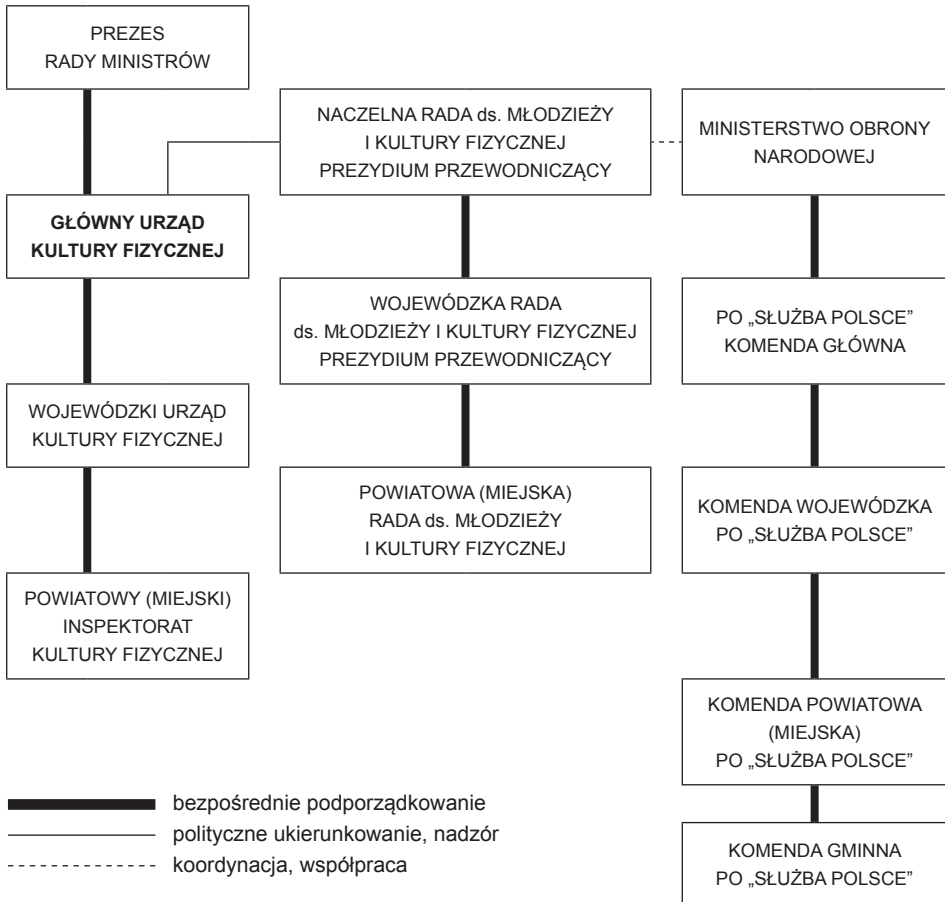 PREZES
RADY MINISTRÓW
NACZELNA RADA ds. MŁODZIEŻY
I KULTURY FIZYCZNEJ
PREZYDIUM PRZEWODNICZĄCY
MINISTERSTWO OBRONY
NARODOWEJ
GŁÓWNY URZĄD
KULTURY FIZYCZNEJ
WOJEWÓDZKA RADA
ds. MŁODZIEŻY I KULTURY FIZYCZNEJ
PREZYDIUM PRZEWODNICZĄCY
PO „SŁUŻBA POLSCE”
KOMENDA GŁÓWNA
WOJEWÓDZKI URZĄD
KULTURY FIZYCZNEJ
POWIATOWA (MIEJSKA)
RADA ds. MŁODZIEŻY
I KULTURY FIZYCZNEJ
KOMENDA WOJEWÓDZKA
PO „SŁUŻBA POLSCE”
POWIATOWY (MIEJSKI)
INSPEKTORAT
KULTURY FIZYCZNEJ
KOMENDA POWIATOWA
(MIEJSKA)
PO „SŁUŻBA POLSCE”
KOMENDA GMINNA
PO „SŁUŻBA POLSCE”
bezpośrednie podporządkowanie
polityczne ukierunkowanie, nadzór
koordynacja, współpraca